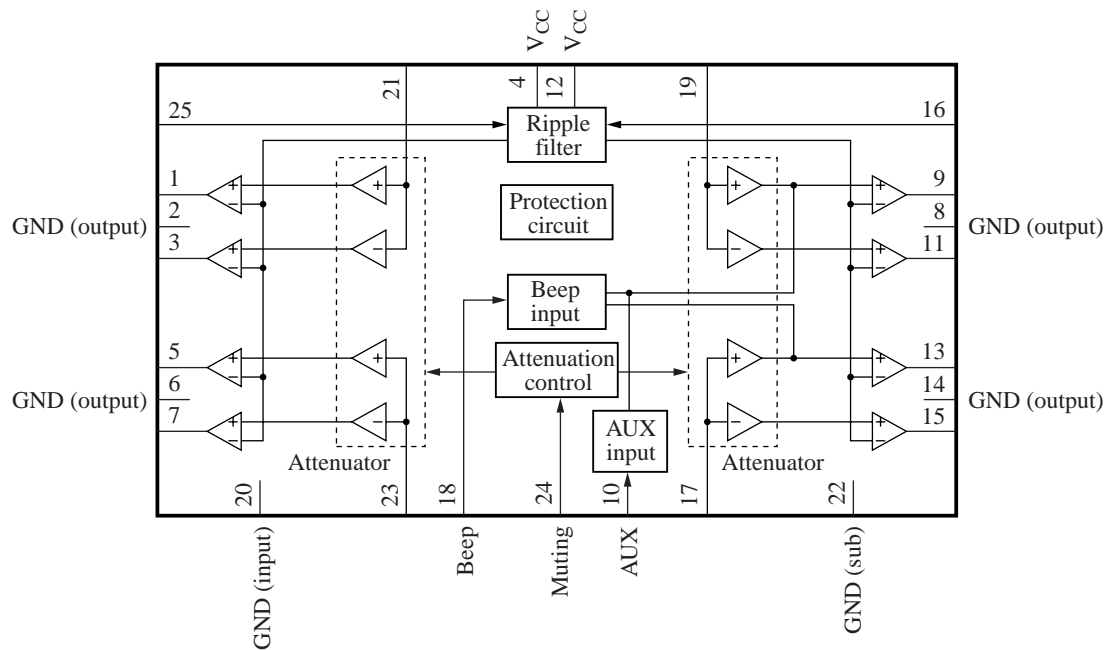 VCC
VCC
21
4
12
19
25
Ripple
filter
16
1
+
−
+
+
+
−
9
GND (output)
2
Protection
circuit
8
GND (output)
3
+
−
−
−
+
−
11
Beep
input
5
+
−
+
Attenuation
control
+
+
−
13
GND (output)
6
14
GND (output)
7
+
−
−
AUX
input
−
+
−
15
Attenuator
Attenuator
20
23
18
24
10
17
22
GND (input)
Beep
Muting
AUX
GND (sub)